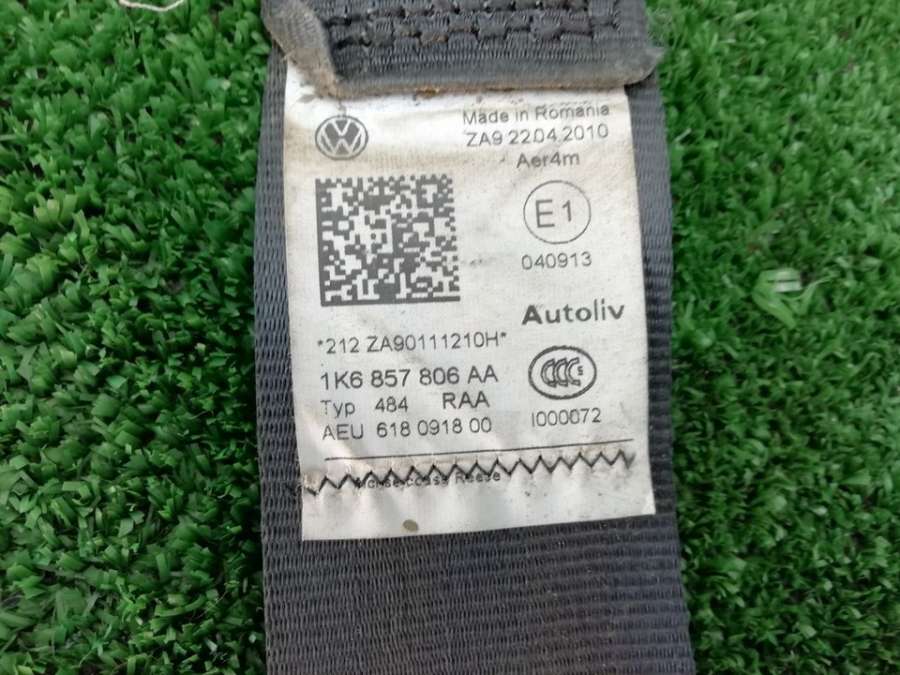 Made in Romania
ZA9 22.04.2010
Aer4m
E1
040913
Autoliv
*212 ZA90111210H*
1K6 857 806 AA
Typ 484 RAA
AEU 618 0918 00
CCC S
I000072